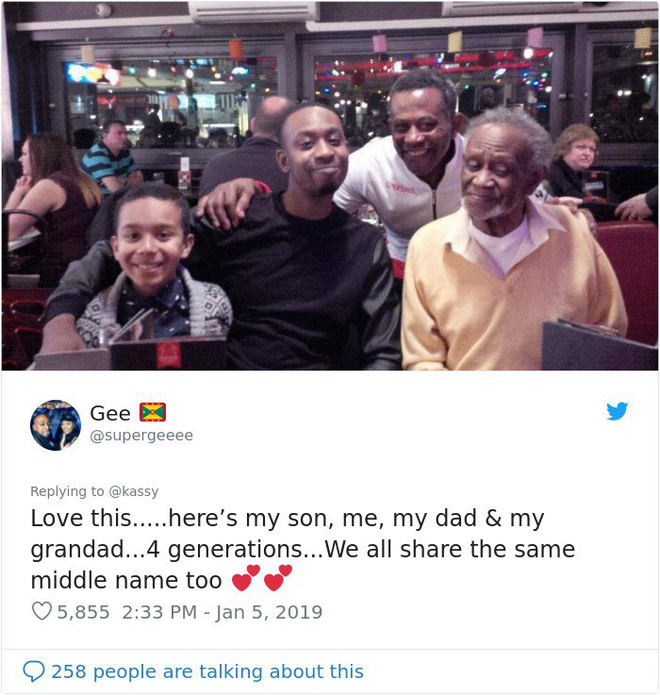 Gee 🇬🇩
@supergeeee
Replying to @kassy
Love this.....here’s my son, me, my dad & my
grandad...4 generations...We all share the same
middle name too 💕💕
5,855 2:33 PM - Jan 5, 2019
258 people are talking about this